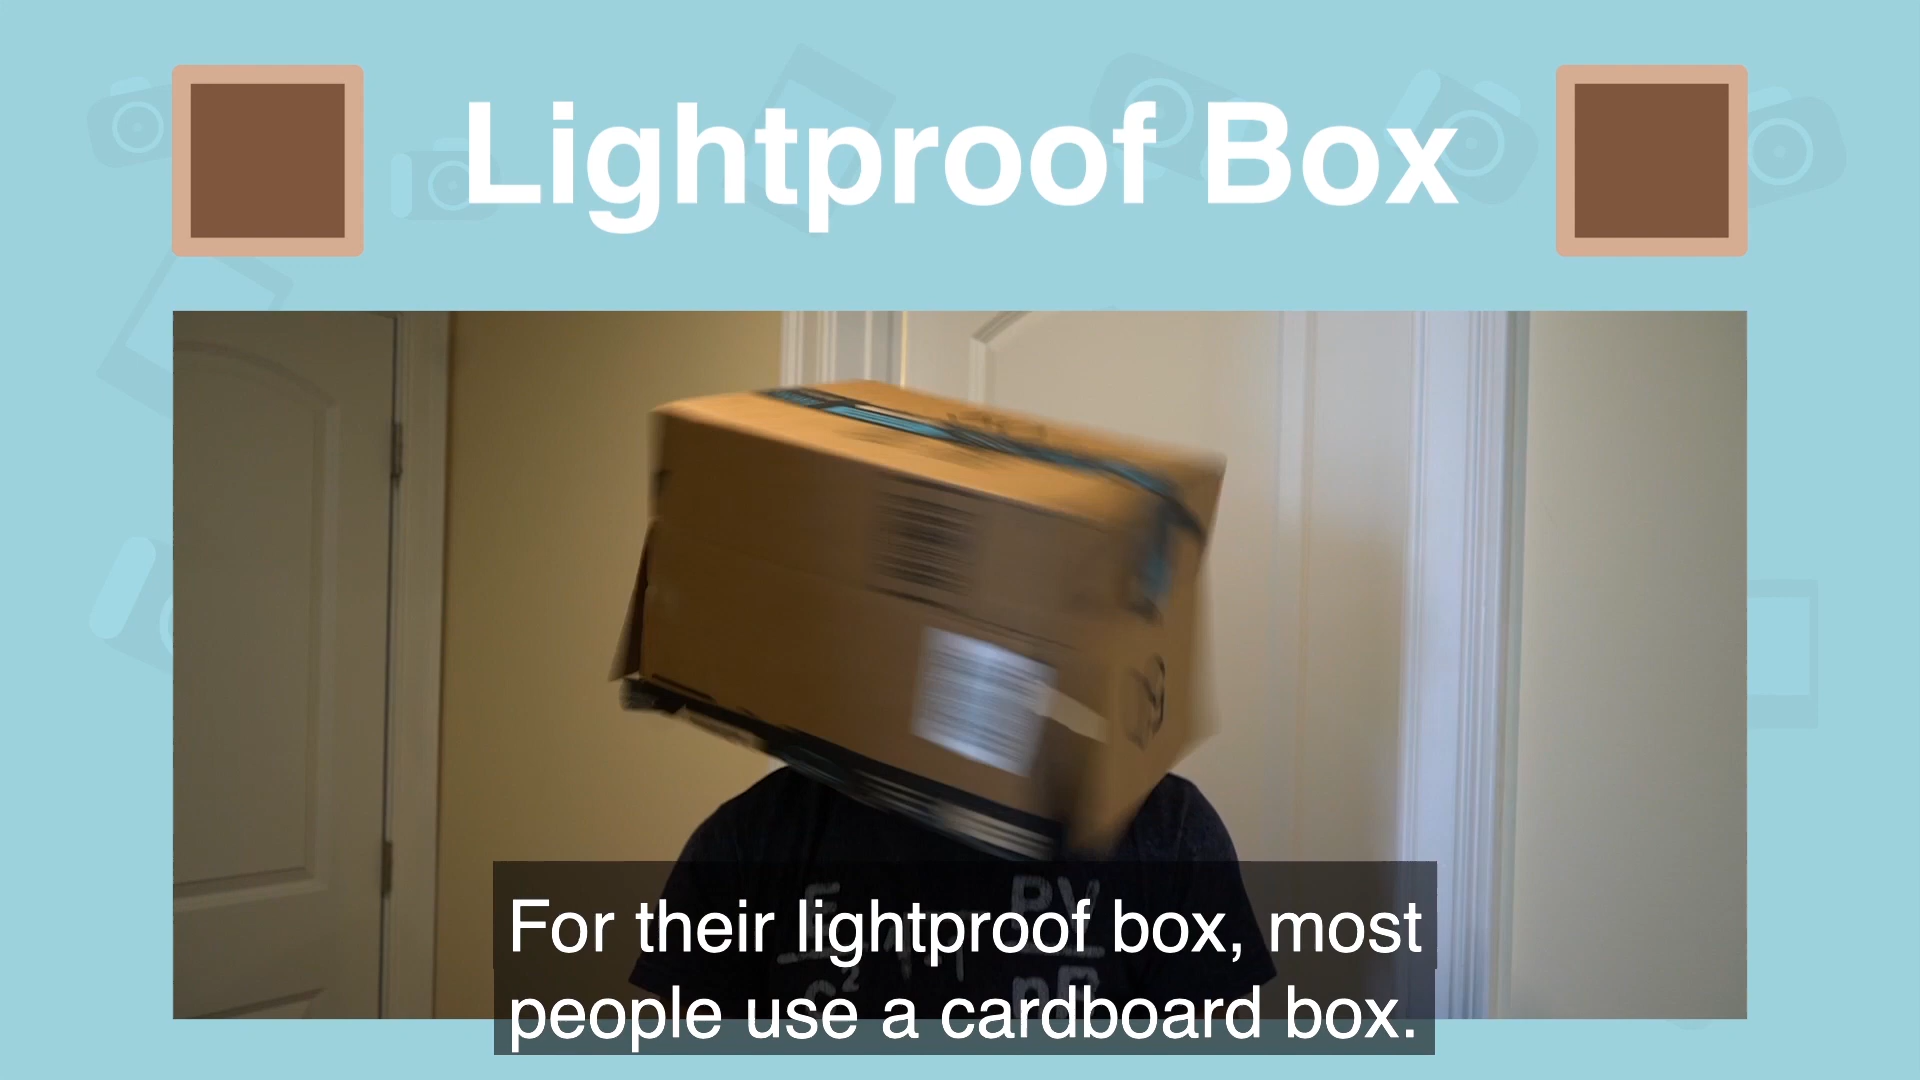 Lightproof Box
For their lightproof box, most
people use a cardboard box.